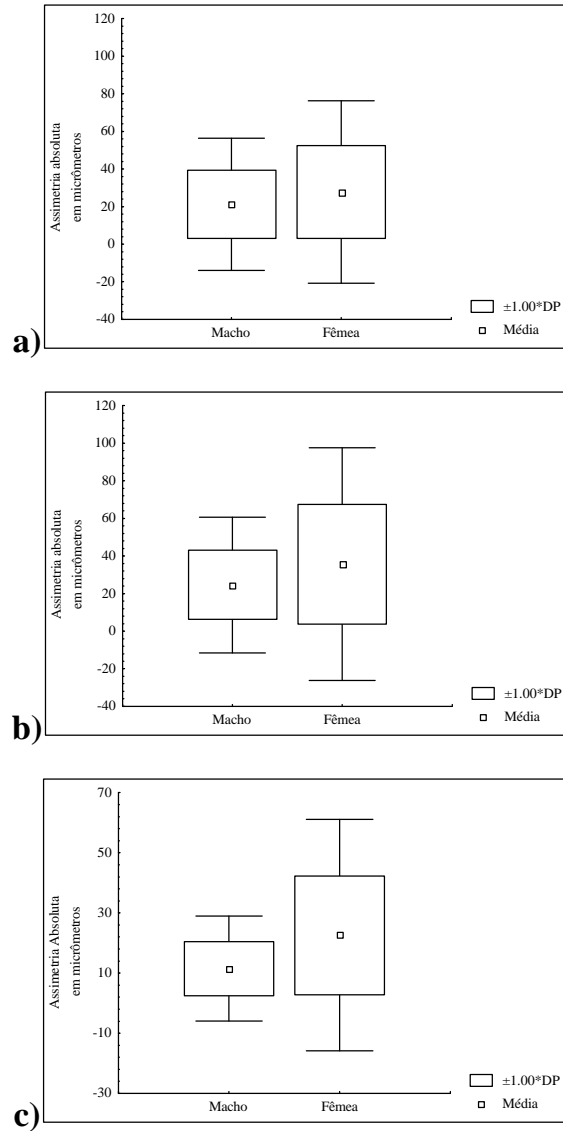 120
100
80
60
40
20
0
-20
-40
Assimetria absoluta
em micrômetros
Macho
Fêmea
±1.00*DP
Média
a)
120
100
80
60
40
20
0
-20
-40
Assimetria absoluta
em micrômetros
Macho
Fêmea
±1.00*DP
Média
b)
70
50
30
10
-10
-30
Assimetria Absoluta
em micrômetros
Macho
Fêmea
±1.00*DP
Média
c)